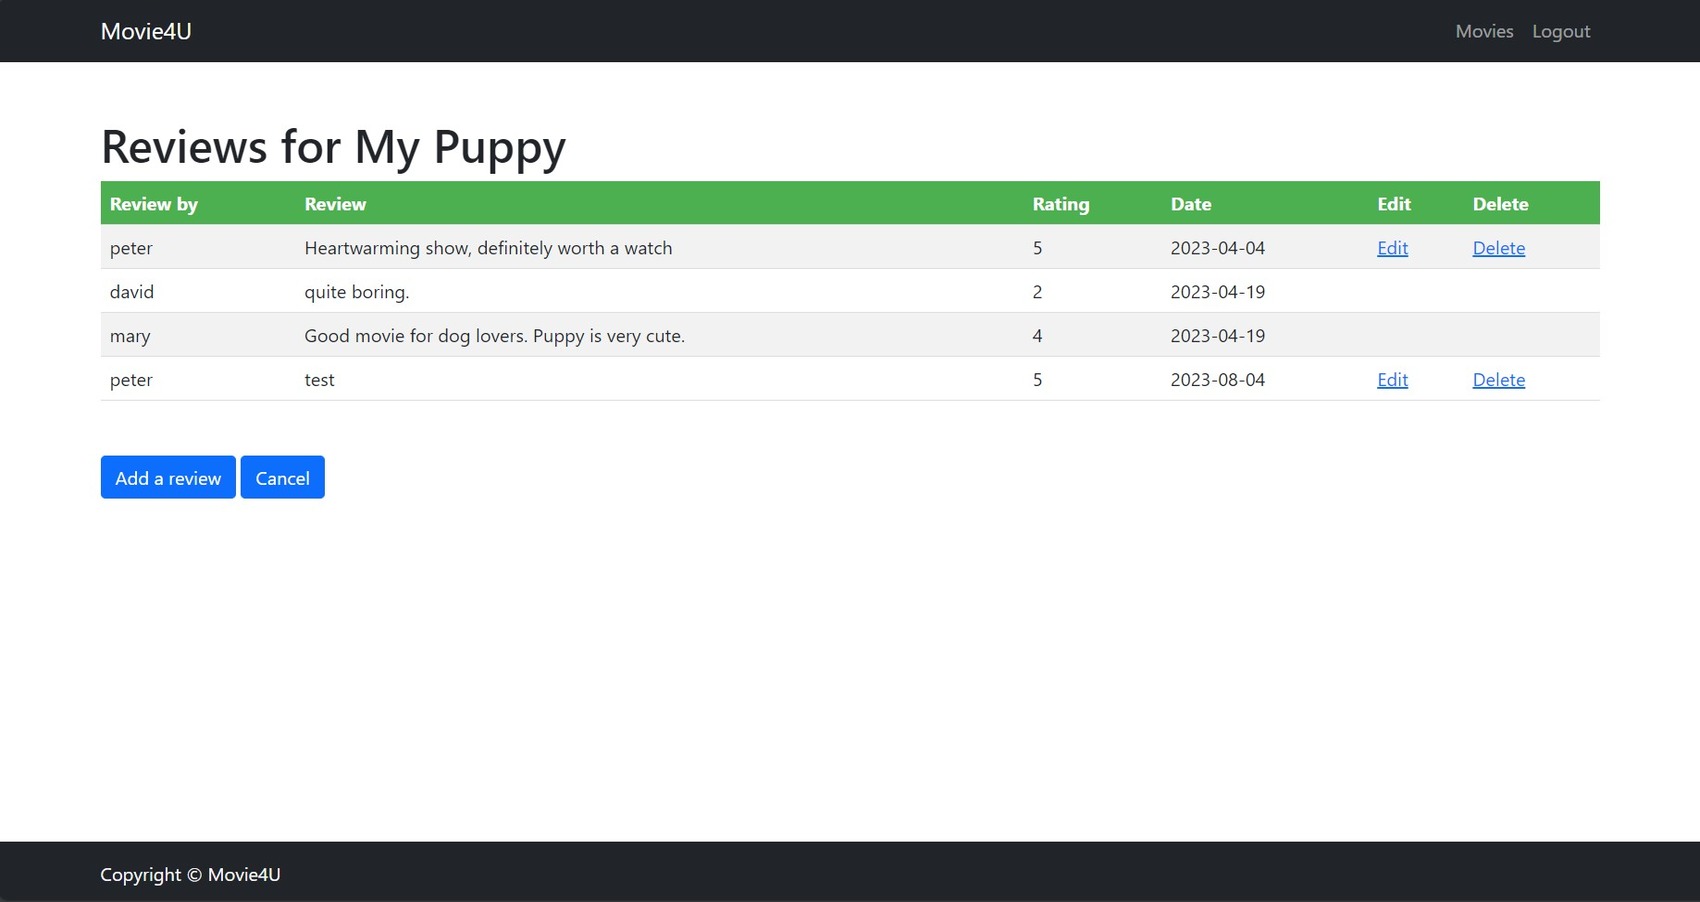 Movie4U Movies Logout
Reviews for My Puppy
Review by Review Rating Date Edit Delete
peter Heartwarming show, definitely worth a watch 5 2023-04-04 Edit Delete
david quite boring. 2 2023-04-19
mary Good movie for dog lovers. Puppy is very cute. 4 2023-04-19
peter test 5 2023-08-04 Edit Delete
Add a review Cancel
Copyright © Movie4U